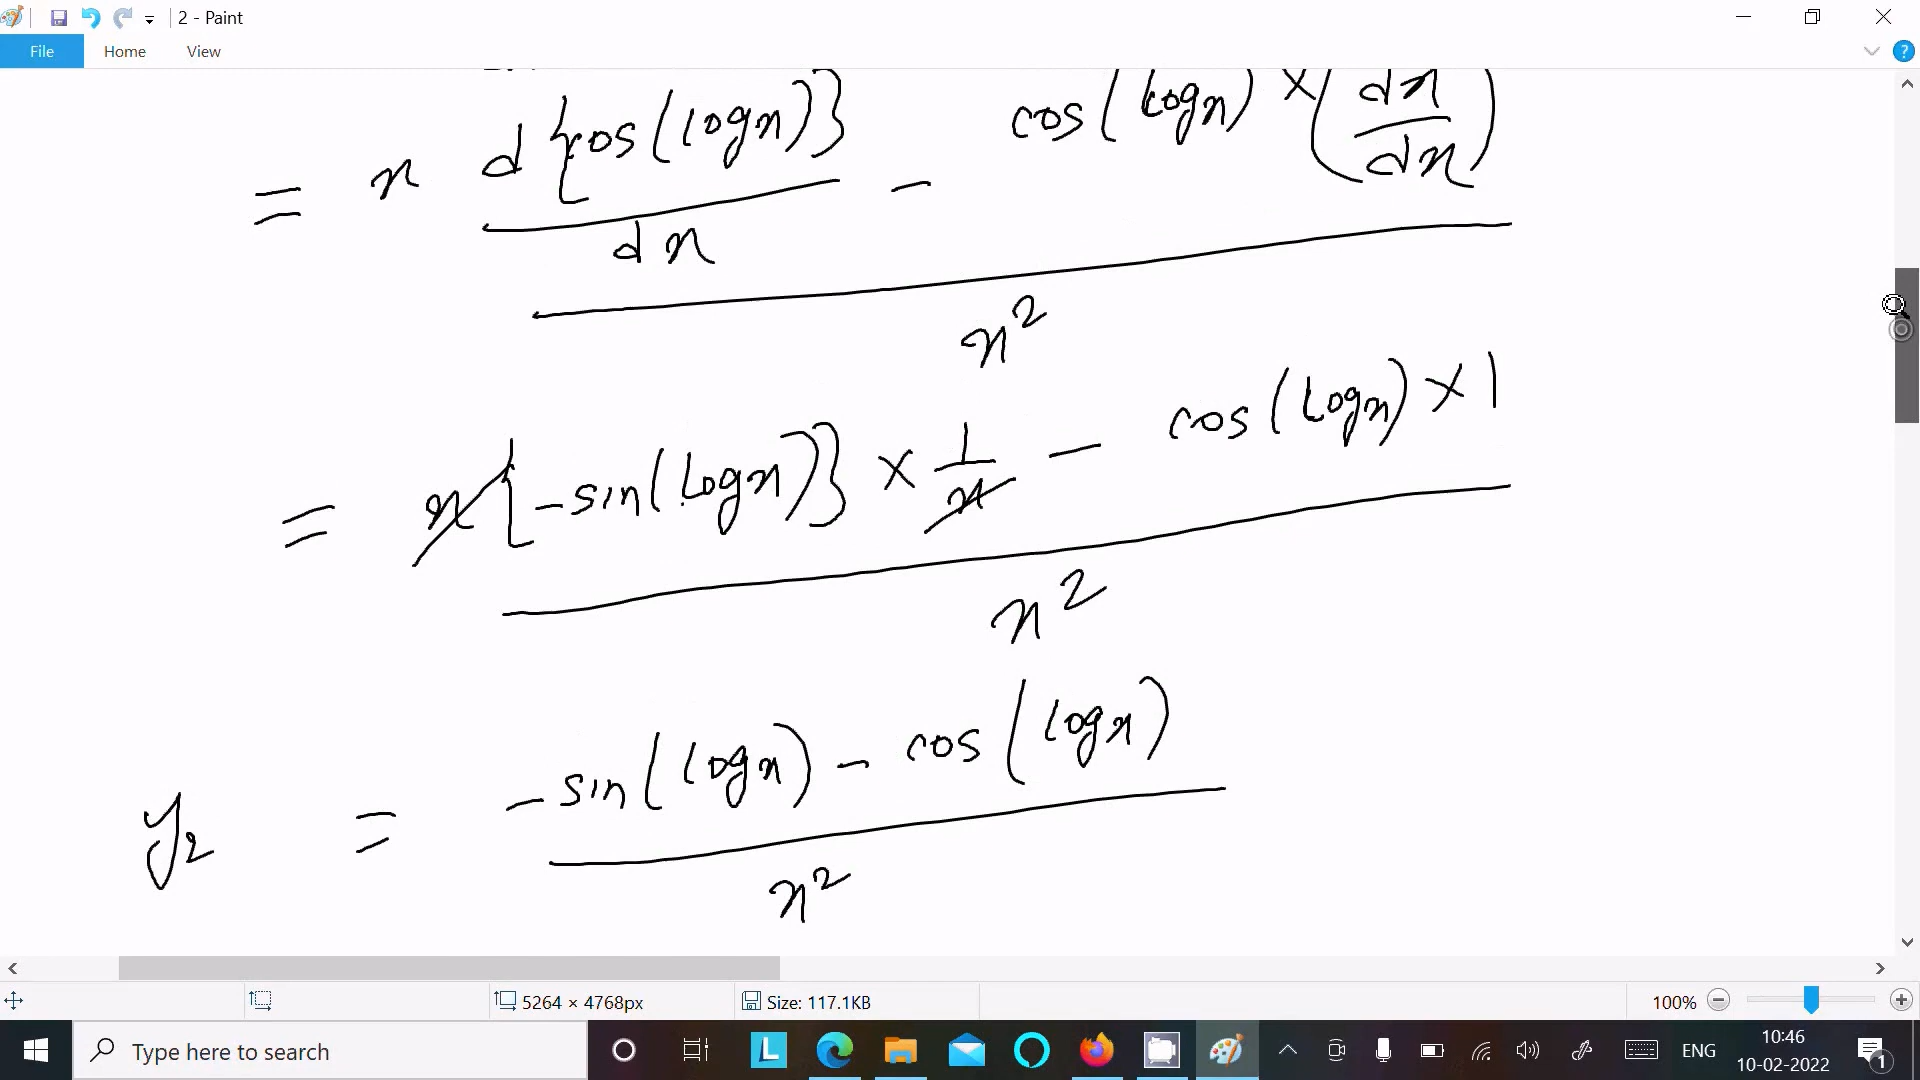 2 - Paint
File Home View
= x d{cos(logx)}/dx - cos(logx) × (dx/dx)
x²
= x{-sin(logx)} × 1/x - cos(logx) × 1
x²
y₂ = -sin(logx) - cos(logx)
x²
5264 × 4768px Size: 117.1KB 100%
Type here to search
ENG 10:46
10-02-2022
1